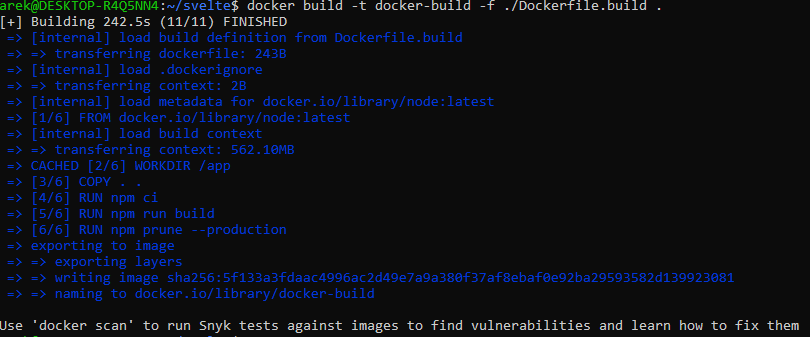 arek@DESKTOP-R4Q5NN4:~/svelte$ docker build -t docker-build -f ./Dockerfile.build .
[+] Building 242.5s (11/11) FINISHED
=> [internal] load build definition from Dockerfile.build
=> => transferring dockerfile: 243B
=> [internal] load .dockerignore
=> => transferring context: 2B
=> [internal] load metadata for docker.io/library/node:latest
=> [1/6] FROM docker.io/library/node:latest
=> [internal] load build context
=> => transferring context: 562.10MB
=> CACHED [2/6] WORKDIR /app
=> [3/6] COPY . .
=> [4/6] RUN npm ci
=> [5/6] RUN npm run build
=> [6/6] RUN npm prune --production
=> exporting to image
=> => exporting layers
=> => writing image sha256:5f133a3fdaac4996ac2d49e7a9a380f37af8ebaf0e92ba29593582d139923081
=> => naming to docker.io/library/docker-build
Use 'docker scan' to run Snyk tests against images to find vulnerabilities and learn how to fix them